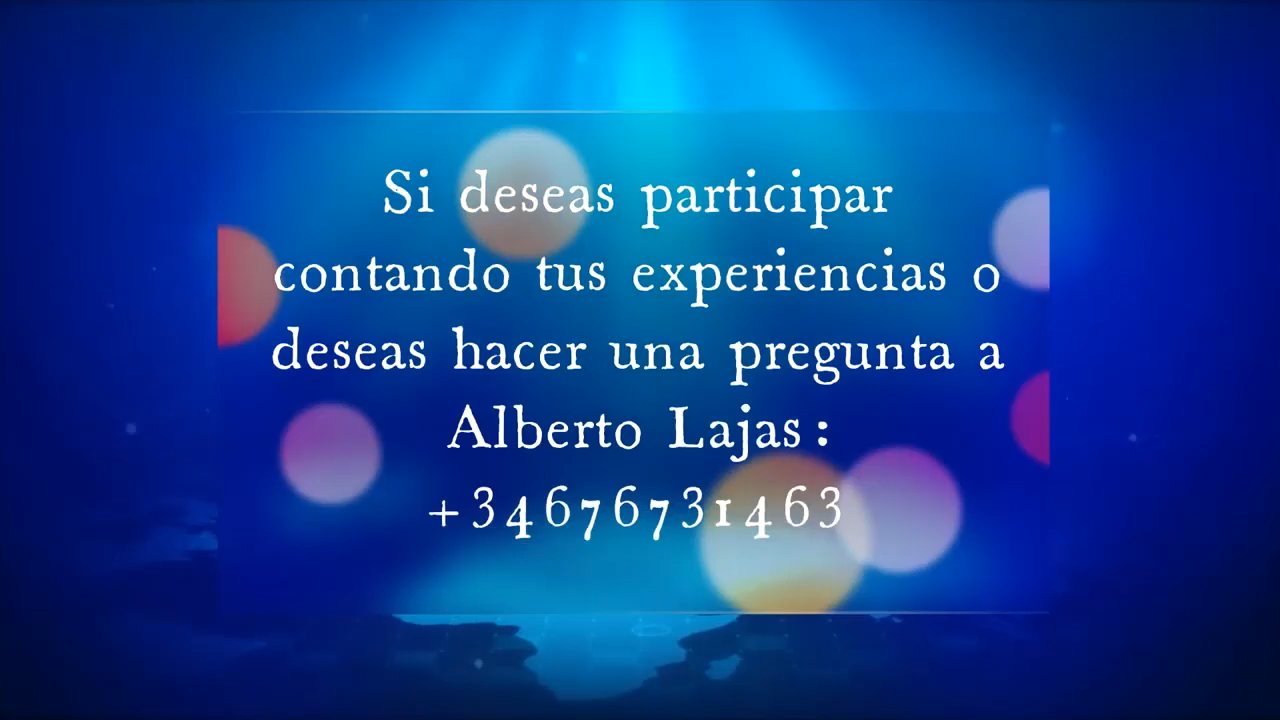 Si deseas participar
contando tus experiencias o
deseas hacer una pregunta a
Alberto Lajas:
+34676731463